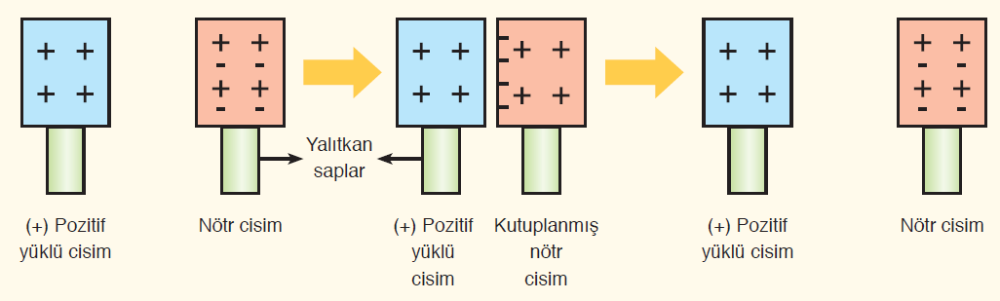 Yalıtkan
saplar
(+) Pozitif
yüklü cisim
Nötr cisim
(+) Pozitif
yüklü
cisim
Kutuplanmış
nötr
cisim
(+) Pozitif
yüklü cisim
Nötr cisim